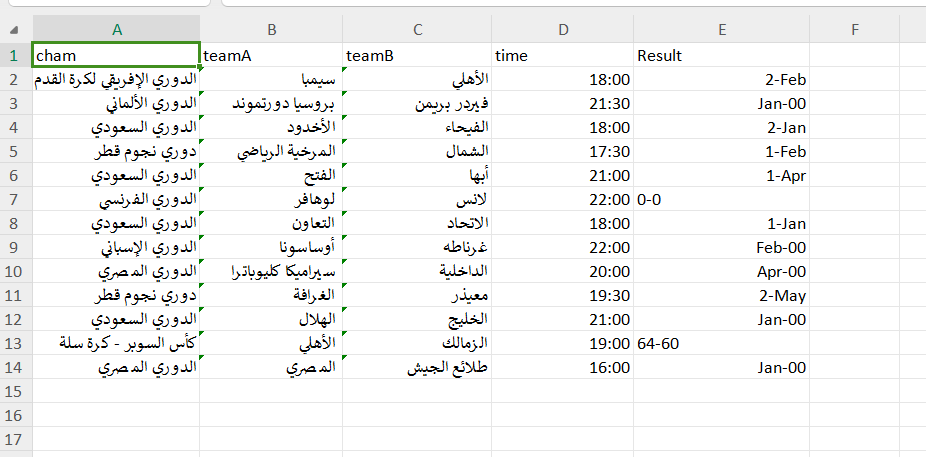 A B C D E F
1 cham teamA teamB time Result
2 الدوري الإفريقي لكرة القدم سيمبا الأهلي 18:00 2-Feb
3 الدوري الألماني بروسيا دورتموند فيردر بريمن 21:30 Jan-00
4 الدوري السعودي الأخدود الفيحاء 18:00 2-Jan
5 دوري نجوم قطر المرخية الرياضي الشمال 17:30 1-Feb
6 الدوري السعودي الفتح أبها 21:00 1-Apr
7 الدوري الفرنسي لوهافر لانس 22:00 0-0
8 الدوري السعودي التعاون الاتحاد 18:00 1-Jan
9 الدوري الإسباني أوساسونا غرناطه 22:00 Feb-00
10 الدوري المصري سيراميكا كليوباترا الداخلية 20:00 Apr-00
11 دوري نجوم قطر الغرافة معيذر 19:30 2-May
12 الدوري السعودي الهلال الخليج 21:00 Jan-00
13 كأس السوبر - كرة سلة الأهلي الزمالك 19:00 64-60
14 الدوري المصري المصري طلائع الجيش 16:00 Jan-00
15
16
17